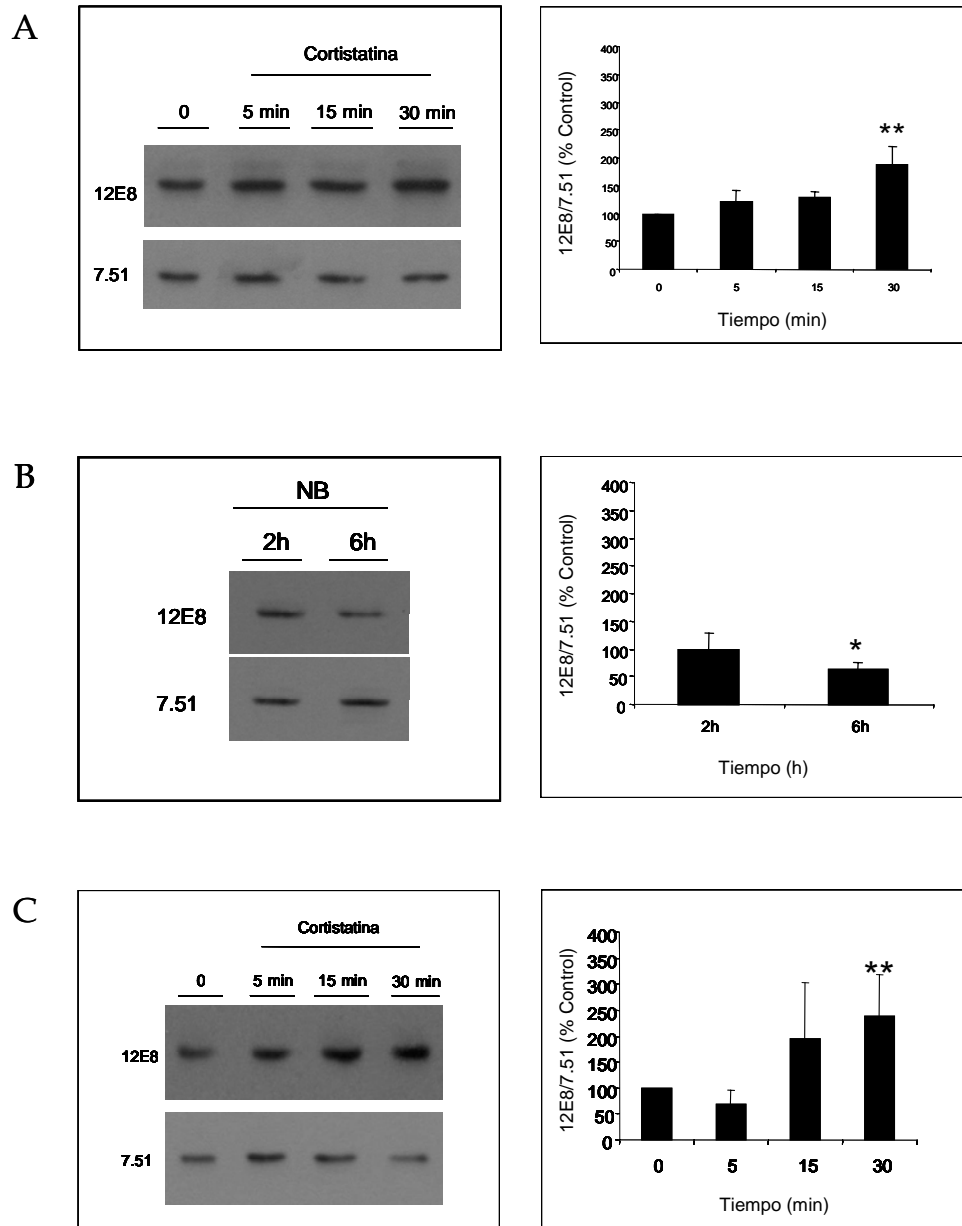 A
Cortistatina
0 5 min 15 min 30 min
12E8
7.51
12E8/7.51 (% Control)
400
350
300
250
200
150
100
50
0
**
0 5 15 30
Tiempo (min)
B
NB
2h 6h
12E8
7.51
12E8/7.51 (% Control)
400
350
300
250
200
150
100
50
0
*
2h 6h
Tiempo (h)
C
Cortistatina
0 5 min 15 min 30 min
12E8
7.51
12E8/7.51 (% Control)
400
350
300
250
200
150
100
50
0
**
0 5 15 30
Tiempo (min)